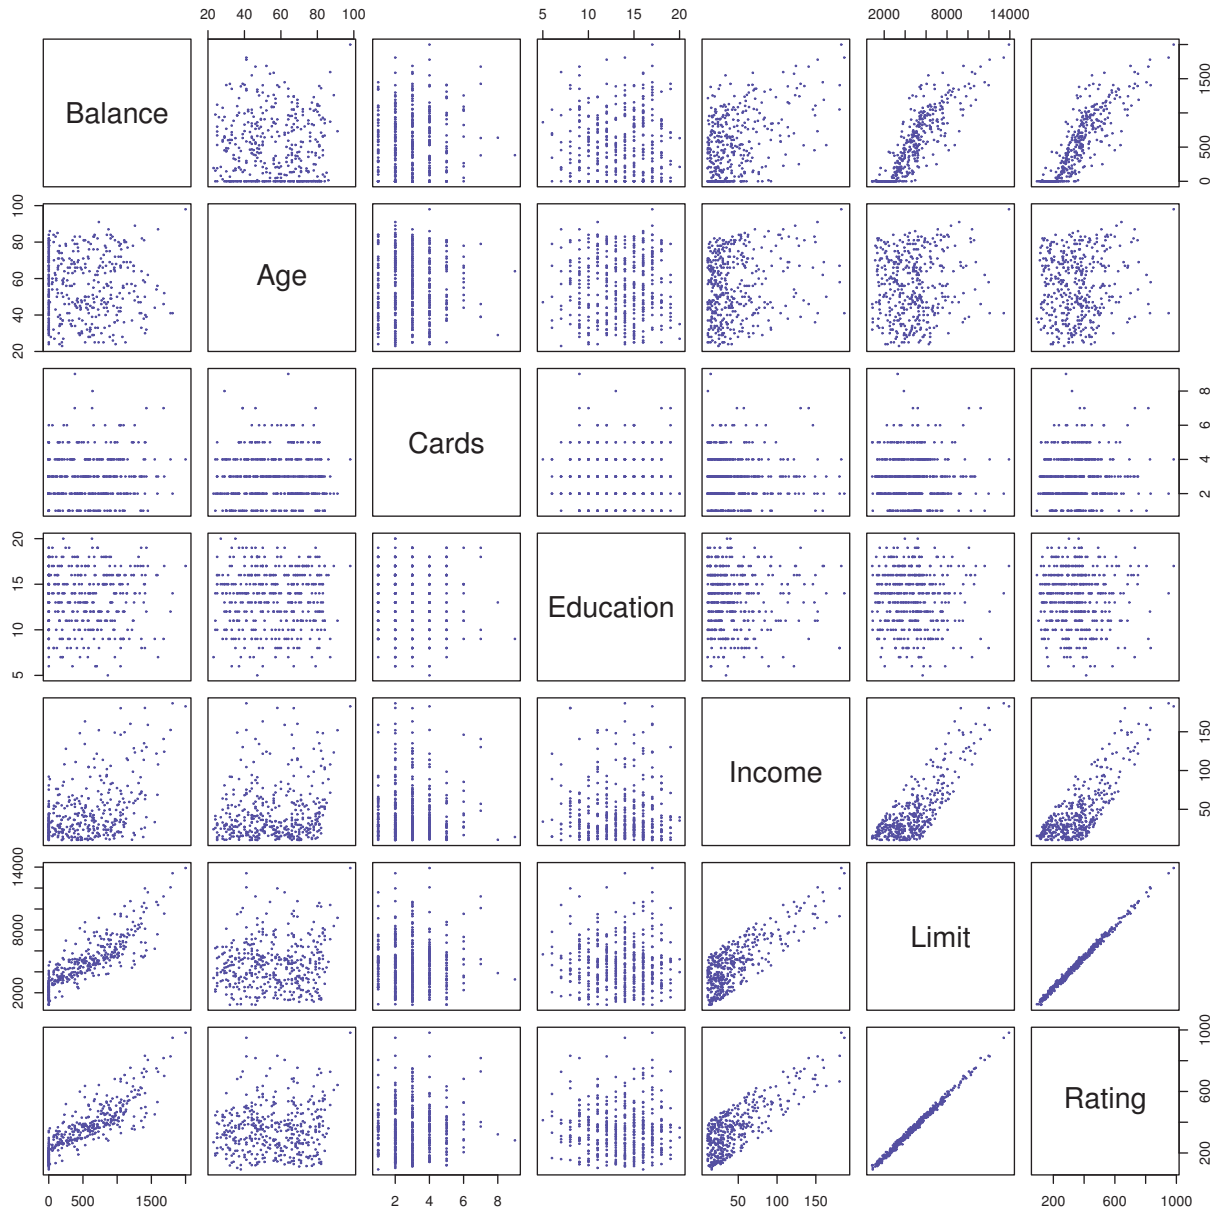 20 40 60 80 100 5 10 15 20 2000 8000 14000
Balance
0 500 1500
20 40 60 80 100
Age
Cards
2 4 6 8
5 10 15 20
Education
Income
50 100 150
2000 8000 14000
Limit
Rating
200 600 1000
0 500 1500 2 4 6 8 50 100 150 200 600 1000